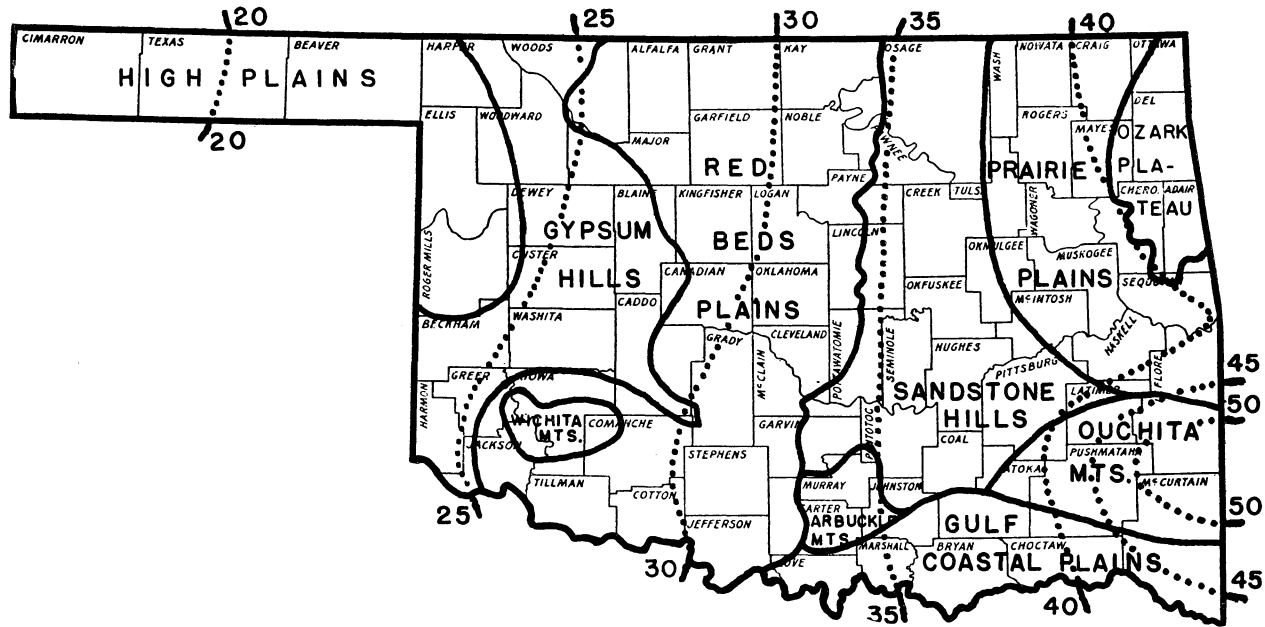 20 25 30 35 40
CIMARRON TEXAS BEAVER HARPER WOODS ALFALFA GRANT KAY OSAGE WASH NOWATA CRAIG OTTAWA
HIGH PLAINS
20
ELLIS WOODWARD MAJOR GARFIELD NOBLE PAWNEE ROGERS MAYES DEL
OZARK
PLA-
TEAU
RED
BEDS
PLAINS
PRAIRIE
PLAINS
DEWEY BLAINE KINGFISHER LOGAN PAYNE CREEK TULS WAGONER CHERO. ADAIR
GYPSUM
HILLS
ROGER MILLS CUSTER CANADIAN OKLAHOMA LINCOLN OKMULGEE MUSKOGEE
OKFUSKEE McINTOSH SEQUOYAH
BECKHAM WASHITA CADDO GRADY McCLAIN CLEVELAND POTTAWATOMIE SEMINOLE HUGHES PITTSBURG HASKELL
SANDSTONE
HILLS
GREER KIOWA LATIMER LE FLORE
45
50
HARMON JACKSON COMANCHE GARVIN PONTOTOC COAL
WICHITA
MTS.
OUCHITA
MTS.
STEPHENS ATOKA PUSHMATAHA
TILLMAN COTTON MURRAY JOHNSTON McCURTAIN
25
JEFFERSON CARTER
ARBUCKLE
MTS.
GULF
COASTAL PLAINS
50
LOVE MARSHALL BRYAN CHOCTAW
30 35 40 45